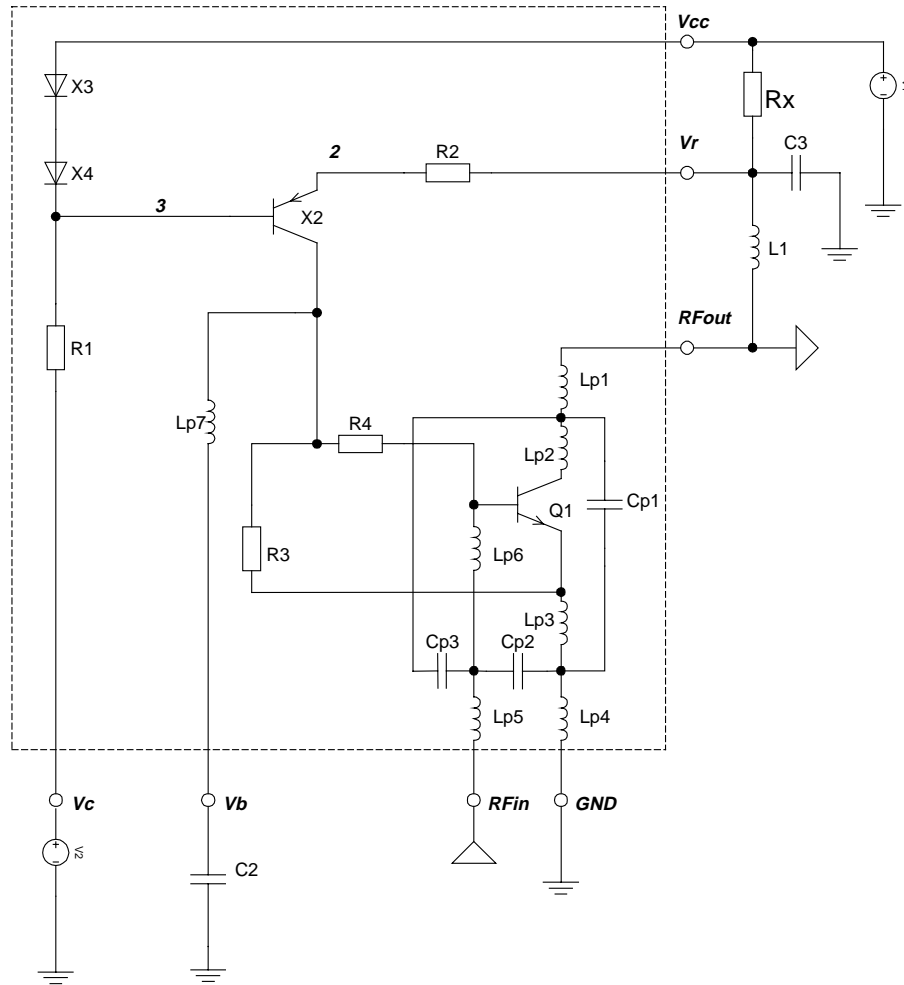 Vcc
X3
Rx
C3
Vr
R2
2
X4
3
X2
L1
RFout
R1
Lp1
Lp7
R4
Lp2
Q1
Cp1
R3
Lp6
Lp3
Cp3
Cp2
Lp5
Lp4
Vc
Vb
RFin
GND
V2
C2